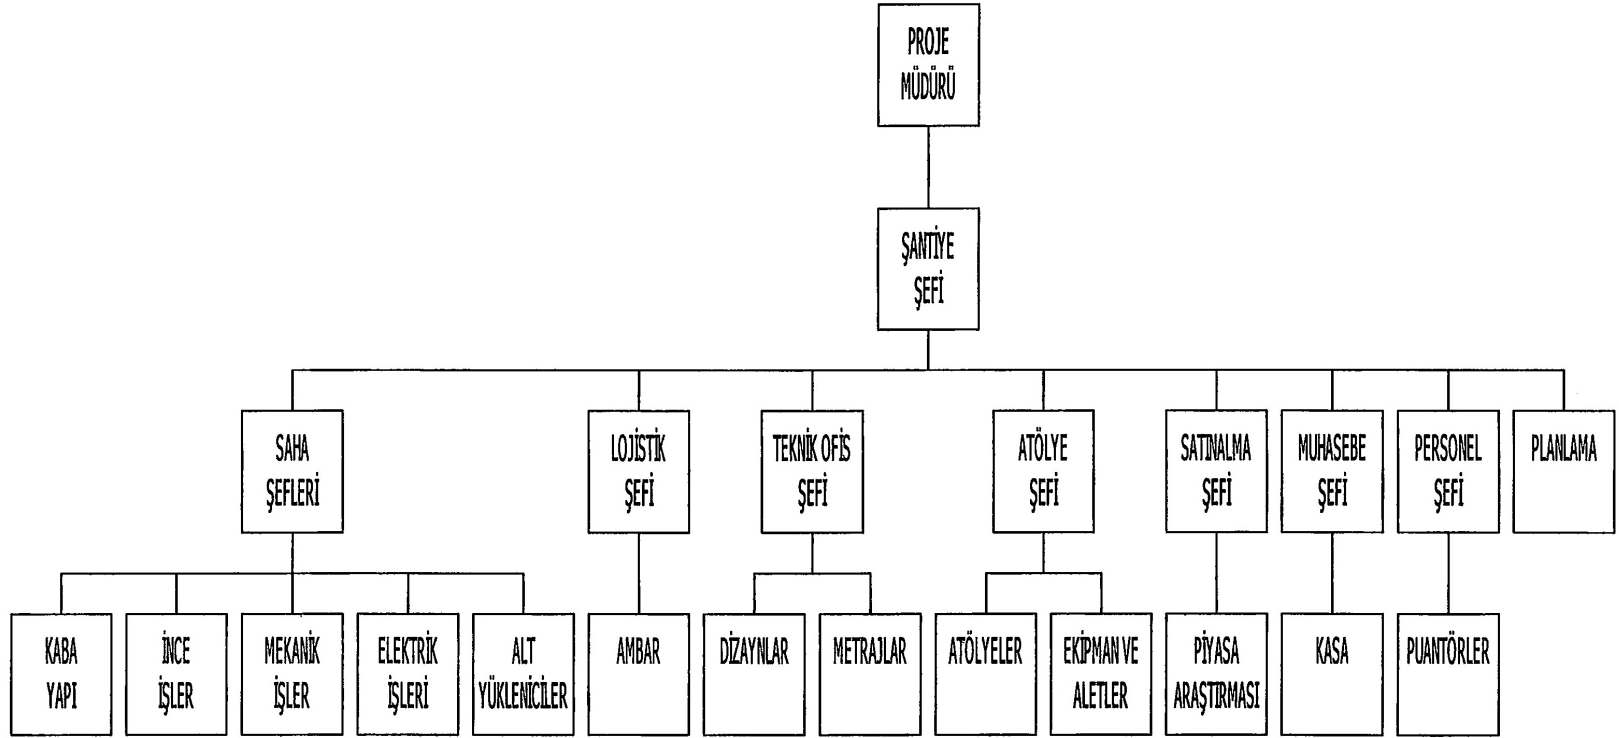 PROJE
MÜDÜRÜ
ŞANTİYE
ŞEFİ
SAHA
ŞEFLERİ
LOJİSTİK
ŞEFİ
TEKNİK OFİS
ŞEFİ
ATÖLYE
ŞEFİ
SATINALMA
ŞEFİ
MUHASEBE
ŞEFİ
PERSONEL
ŞEFİ
PLANLAMA
KABA
YAPI
İNCE
İŞLER
MEKANİK
İŞLER
ELEKTRİK
İŞLERİ
ALT
YÜKLENİCİLER
AMBAR
DİZAYNLAR
METRAJLAR
ATÖLYELER
EKİPMAN VE
ALETLER
PİYASA
ARAŞTIRMASI
KASA
PUANTÖRLER